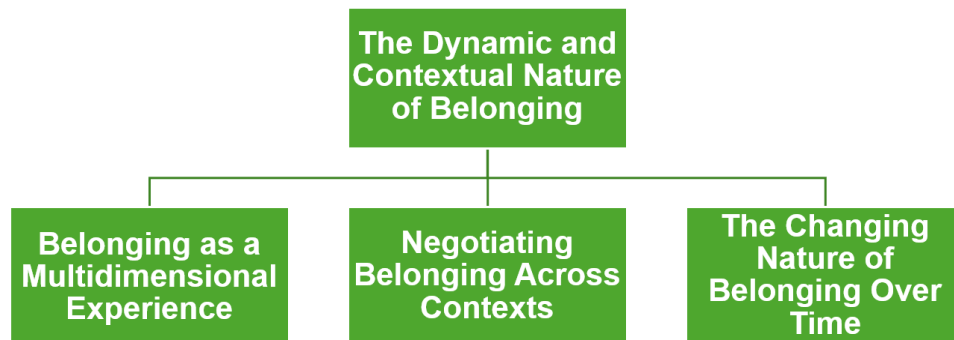 The Dynamic and
Contextual Nature
of Belonging
Belonging as a
Multidimensional
Experience
Negotiating
Belonging Across
Contexts
The Changing
Nature of
Belonging Over
Time